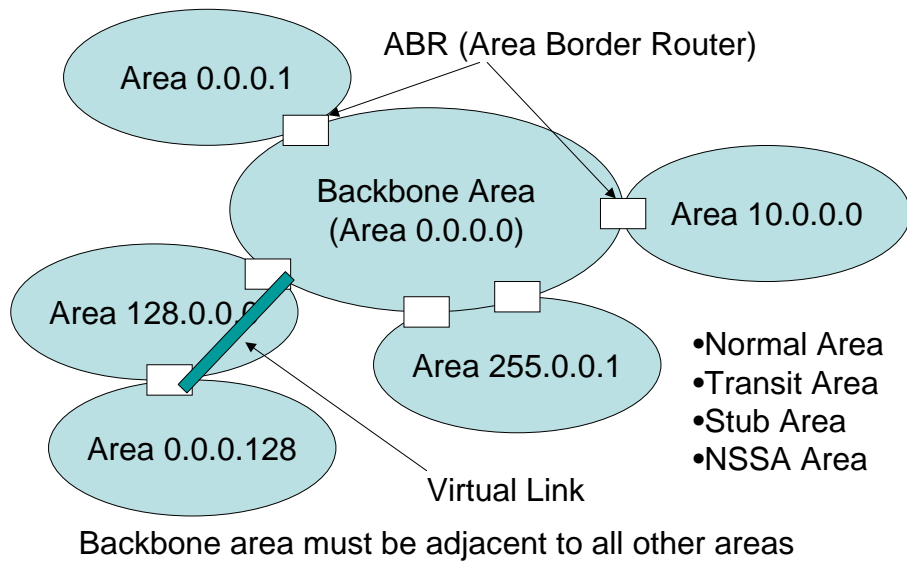 ABR (Area Border Router)
Area 0.0.0.1
Backbone Area
(Area 0.0.0.0)
Area 10.0.0.0
Area 128.0.0.0
Area 255.0.0.1
•Normal Area
•Transit Area
•Stub Area
•NSSA Area
Area 0.0.0.128
Virtual Link
Backbone area must be adjacent to all other areas